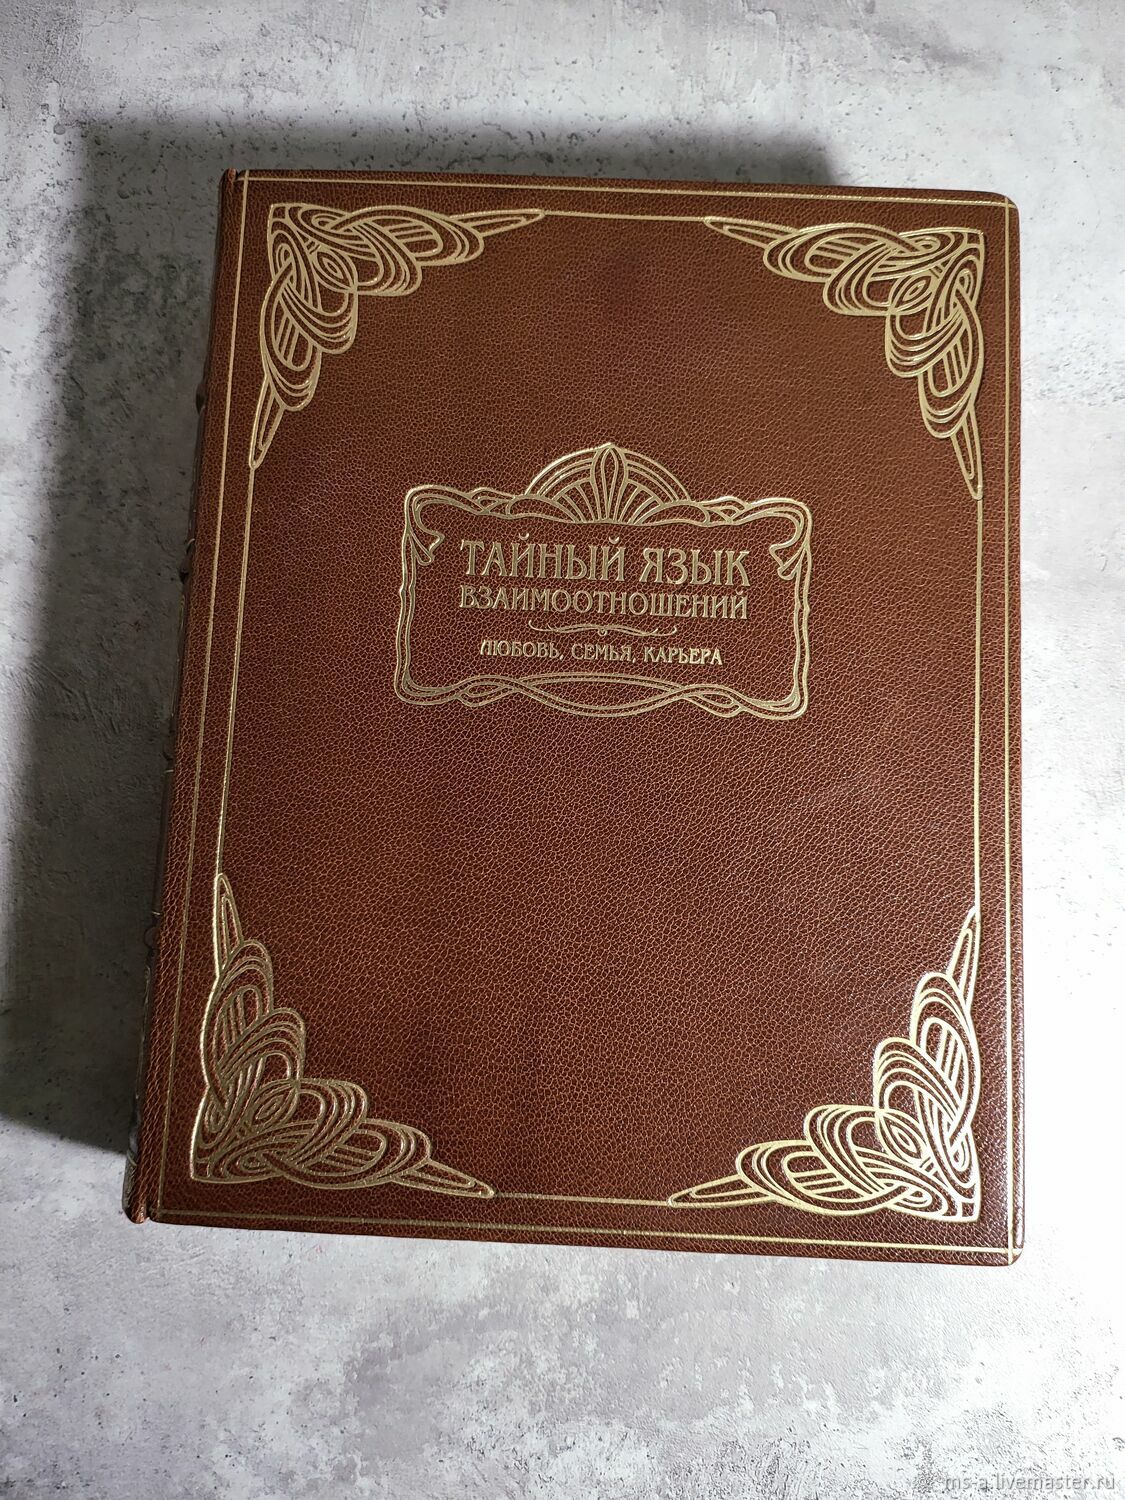 ТАЙНЫЙ ЯЗЫК
ВЗАИМООТНОШЕНИЙ
ЛЮБОВЬ, СЕМЬЯ, КАРЬЕРА
ms-a.livemaster.ru